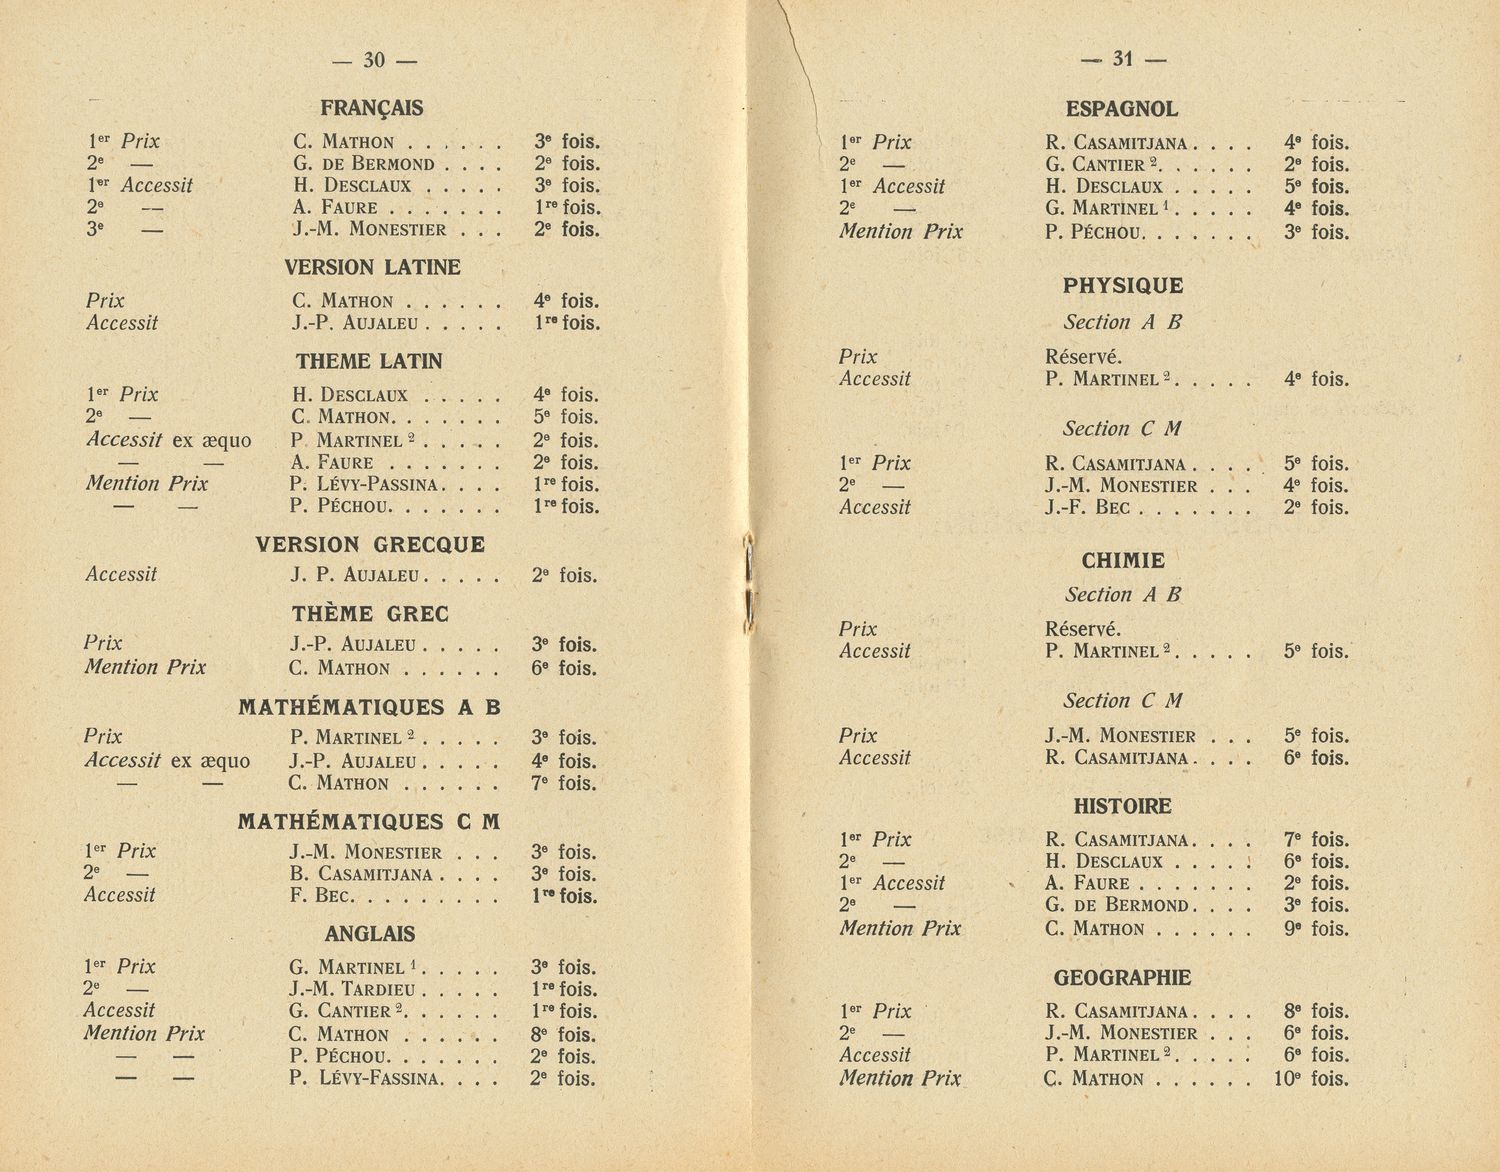 — 30 —
FRANÇAIS
1er Prix C. MATHON . . . . . . 3e fois.
2e — G. DE BERMOND . . . . 2e fois.
1er Accessit H. DESCLAUX . . . . . 3e fois.
2e — A. FAURE . . . . . . . 1re fois.
3e — J.-M. MONESTIER . . . 2e fois.
VERSION LATINE
Prix C. MATHON . . . . . . 4e fois.
Accessit J.-P. AUJALEU . . . . . 1re fois.
THEME LATIN
1er Prix H. DESCLAUX . . . . . 4e fois.
2e — C. MATHON. . . . . . . 5e fois.
Accessit ex æquo P. MARTINEL 2 . . . . . 2e fois.
— — A. FAURE . . . . . . . 2e fois.
Mention Prix P. LÉVY-PASSINA. . . . 1re fois.
— — P. PÉCHOU. . . . . . . 1re fois.
VERSION GRECQUE
Accessit J. P. AUJALEU . . . . . 2e fois.
THÈME GREC
Prix J.-P. AUJALEU . . . . . 3e fois.
Mention Prix C. MATHON . . . . . . 6e fois.
MATHÉMATIQUES A B
Prix P. MARTINEL 2 . . . . . 3e fois.
Accessit ex æquo J.-P. AUJALEU . . . . . 4e fois.
— — C. MATHON . . . . . . 7e fois.
MATHÉMATIQUES C M
1er Prix J.-M. MONESTIER . . . 3e fois.
2e — B. CASAMITJANA . . . . 3e fois.
Accessit F. BEC. . . . . . . . . 1re fois.
ANGLAIS
1er Prix G. MARTINEL 1 . . . . . 3e fois.
2e — J.-M. TARDIEU . . . . . 1re fois.
Accessit G. CANTIER 2. . . . . . 1re fois.
Mention Prix C. MATHON . . . . . . 8e fois.
— — P. PÉCHOU. . . . . . . 2e fois.
— — P. LÉVY-FASSINA. . . . 2e fois.
— 31 —
ESPAGNOL
1er Prix R. CASAMITJANA . . . . 4e fois.
2e — G. CANTIER 2. . . . . . 2e fois.
1er Accessit H. DESCLAUX . . . . . 5e fois.
2e — G. MARTINEL 1 . . . . . 4e fois.
Mention Prix P. PÉCHOU. . . . . . . 3e fois.
PHYSIQUE
Section A B
Prix Réservé.
Accessit P. MARTINEL 2. . . . . 4e fois.
Section C M
1er Prix R. CASAMITJANA . . . . 5e fois.
2e — J.-M. MONESTIER . . . 4e fois.
Accessit J.-F. BEC . . . . . . . 2e fois.
CHIMIE
Section A B
Prix Réservé.
Accessit P. MARTINEL 2. . . . . 5e fois.
Section C M
Prix J.-M. MONESTIER . . . 5e fois.
Accessit R. CASAMITJANA . . . . 6e fois.
HISTOIRE
1er Prix R. CASAMITJANA. . . . 7e fois.
2e — H. DESCLAUX . . . . . 6e fois.
1er Accessit A. FAURE . . . . . . . 2e fois.
2e — G. DE BERMOND. . . . 3e fois.
Mention Prix C. MATHON . . . . . . 9e fois.
GEOGRAPHIE
1er Prix R. CASAMITJANA. . . . 8e fois.
2e — J.-M. MONESTIER . . . 6e fois.
Accessit P. MARTINEL 2. . . . . 6e fois.
Mention Prix C. MATHON . . . . . . 10e fois.